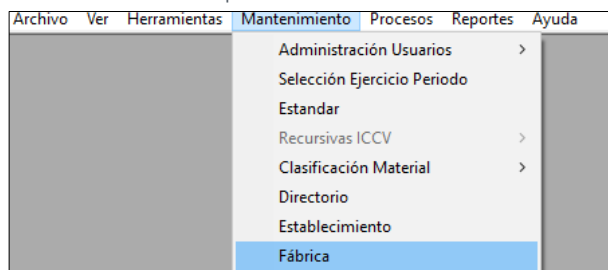 Archivo Ver Herramientas Mantenimiento Procesos Reportes Ayuda
Administración Usuarios >
Selección Ejercicio Periodo
Estandar
Recursivas ICCV >
Clasificación Material >
Directorio
Establecimiento
Fábrica